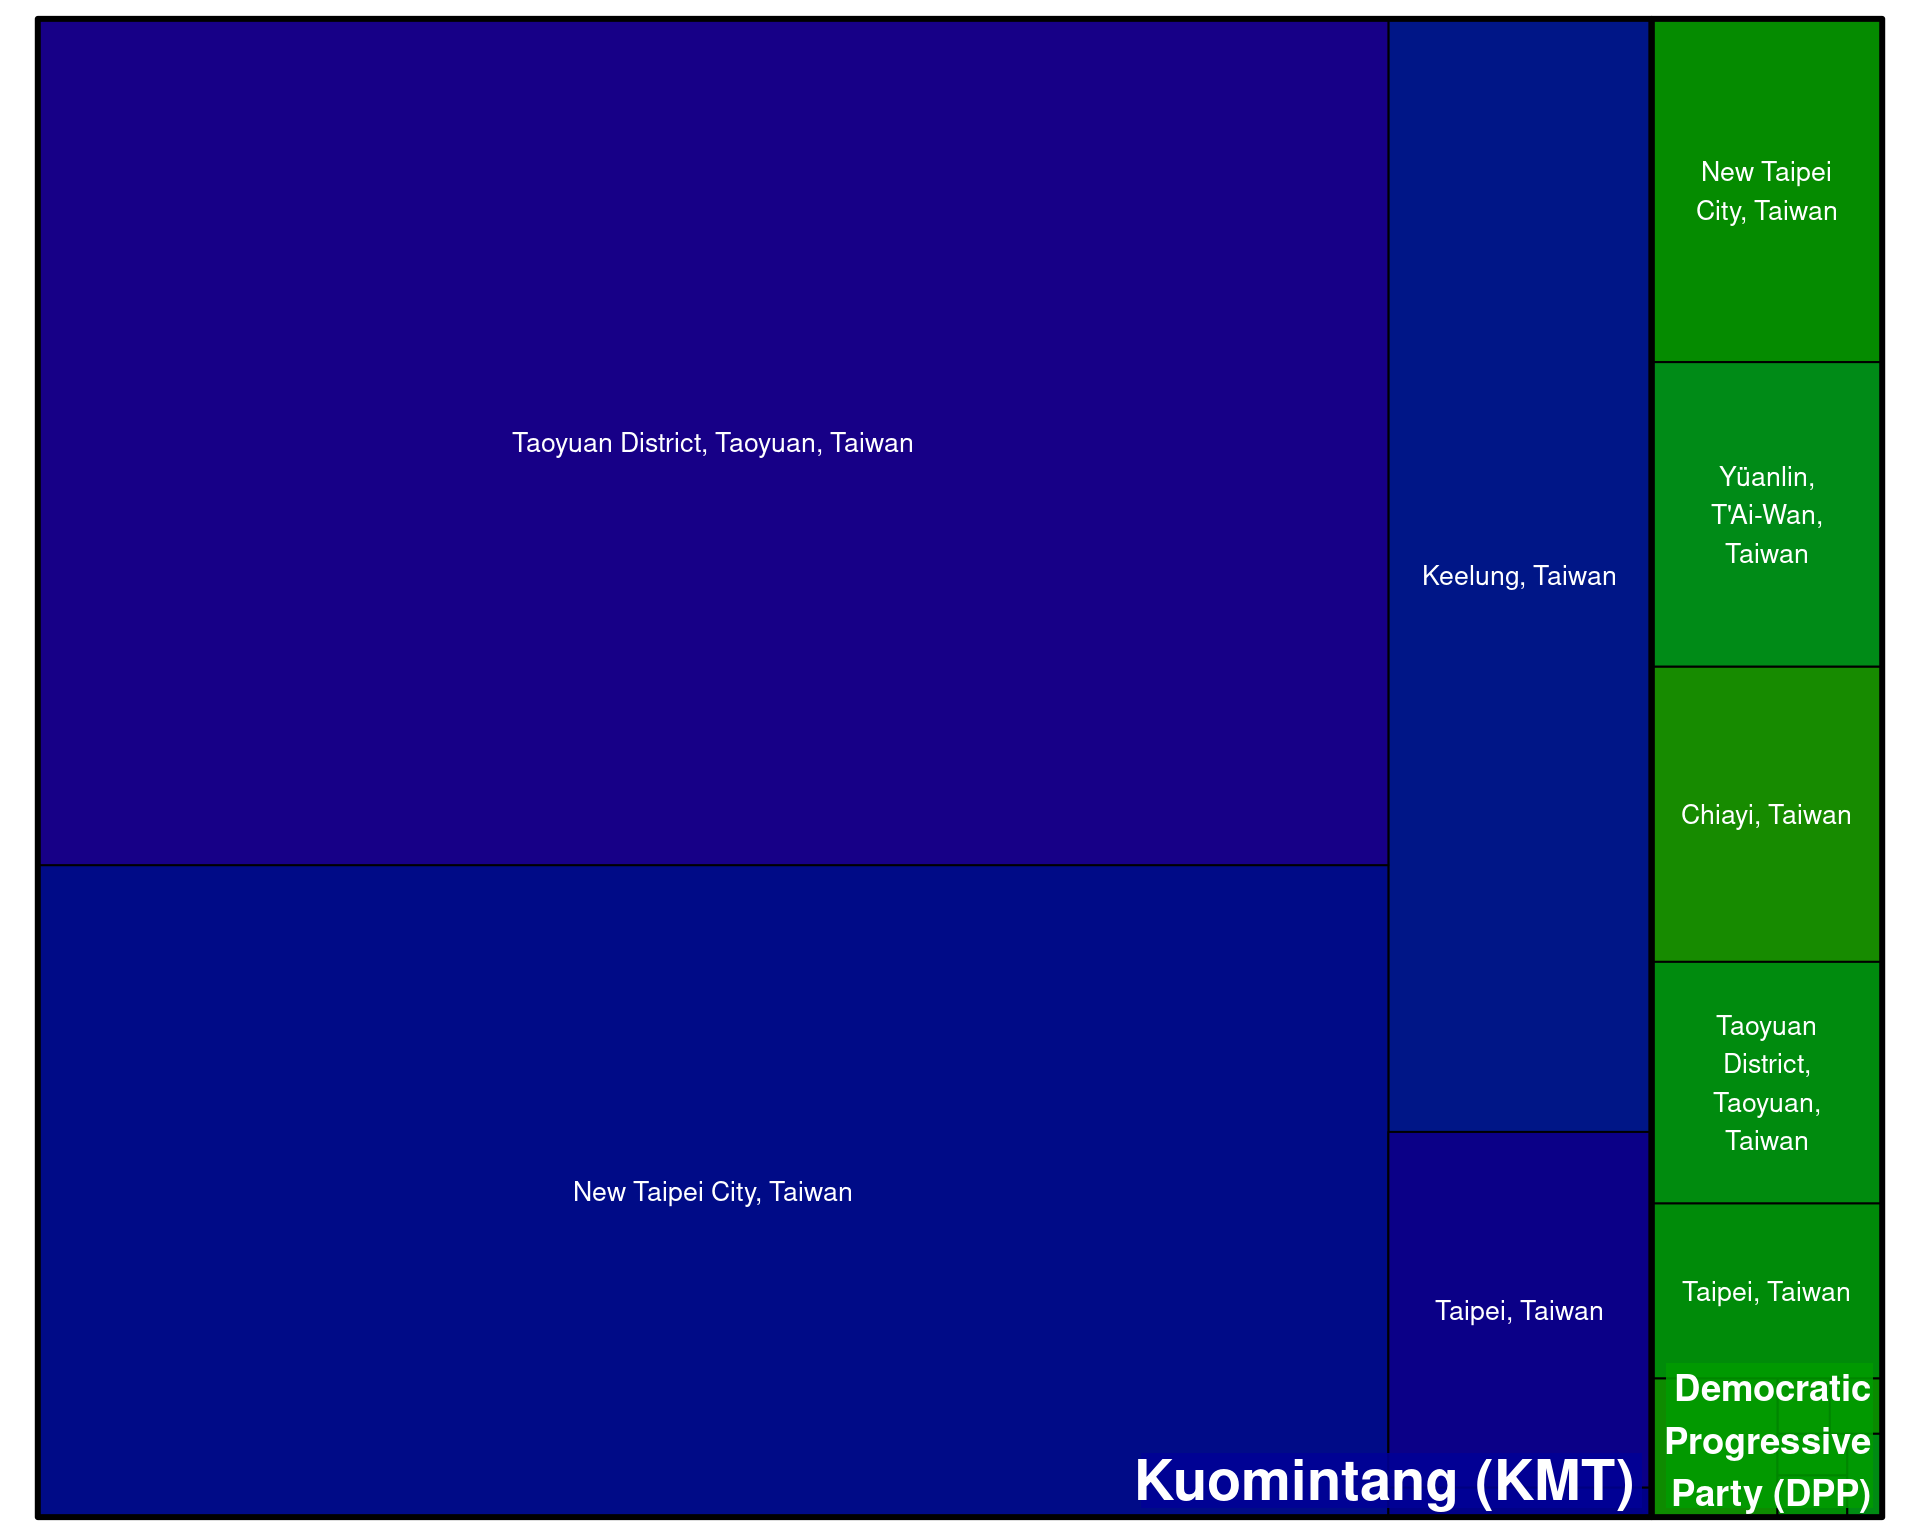 Taoyuan District, Taoyuan, Taiwan
New Taipei City, Taiwan
Keelung, Taiwan
Taipei, Taiwan
Kuomintang (KMT)
New Taipei
City, Taiwan
Yüanlin,
T'Ai-Wan,
Taiwan
Chiayi, Taiwan
Taoyuan
District,
Taoyuan,
Taiwan
Taipei, Taiwan
Democratic
Progressive
Party (DPP)